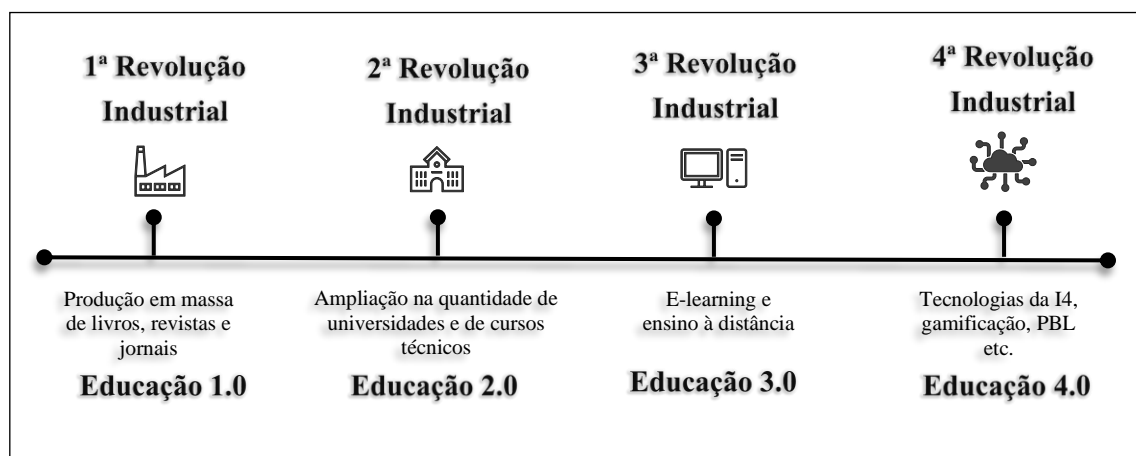 1ª Revolução
Industrial
2ª Revolução
Industrial
3ª Revolução
Industrial
4ª Revolução
Industrial
Produção em massa
de livros, revistas e
jornais
Educação 1.0
Ampliação na quantidade de
universidades e de cursos
técnicos
Educação 2.0
E-learning e
ensino à distância
Educação 3.0
Tecnologias da I4,
gamificação, PBL
etc.
Educação 4.0